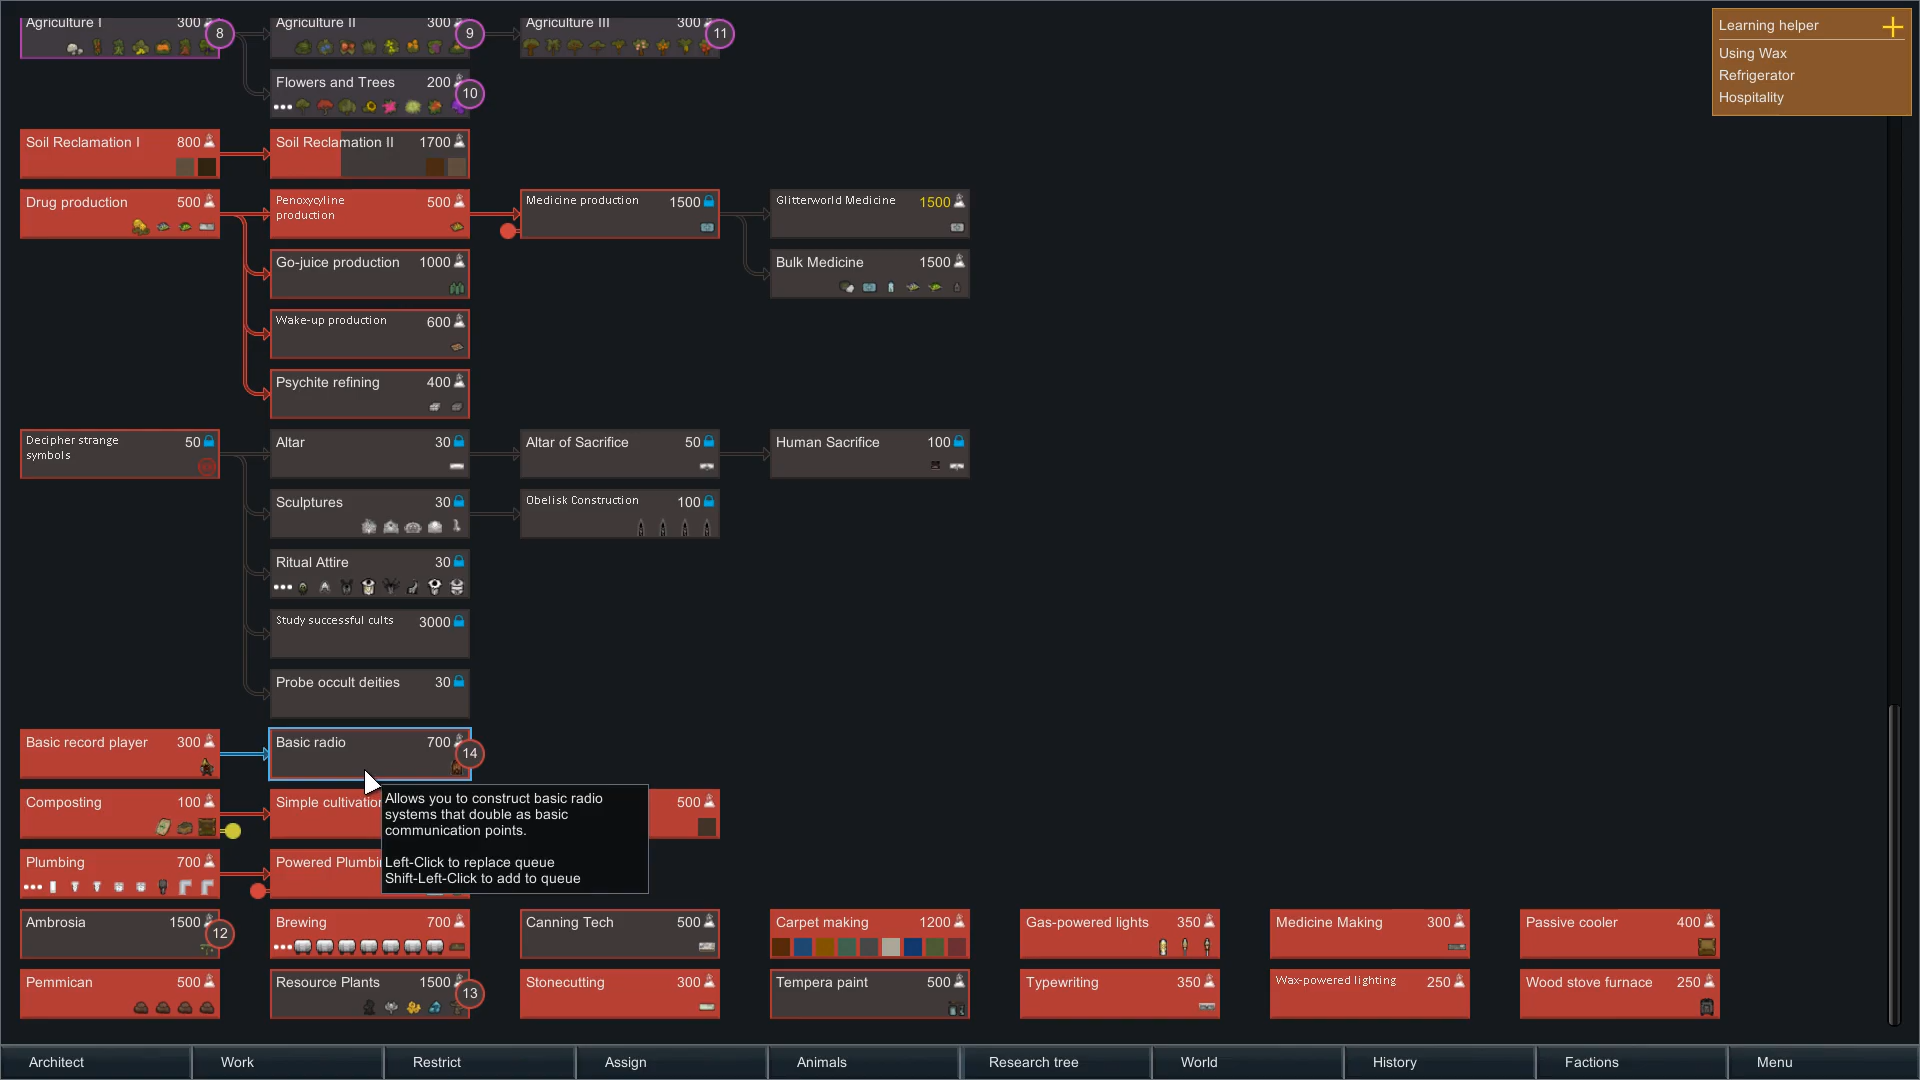 Agriculture I 300 8
Agriculture II 300 9
Agriculture III 300 11
Flowers and Trees 200 10
Soil Reclamation I 800
Soil Reclamation II 1700
Drug production 500
Penoxycyline production 500
Medicine production 1500
Glitterworld Medicine 1500
Go-juice production 1000
Bulk Medicine 1500
Wake-up production 600
Psychite refining 400
Decipher strange symbols 50
Altar 30
Altar of Sacrifice 50
Human Sacrifice 100
Sculptures 30
Obelisk Construction 100
Ritual Attire 30
Study successful cults 3000
Probe occult deities 30
Basic record player 300
Basic radio 700 14
Composting 100
Simple cultivation
500
Allows you to construct basic radio
systems that double as basic
communication points.
Left-Click to replace queue
Shift-Left-Click to add to queue
Plumbing 700
Powered Plumbi
Ambrosia 1500 12
Brewing 700
Canning Tech 500
Carpet making 1200
Gas-powered lights 350
Medicine Making 300
Passive cooler 400
Pemmican 500
Resource Plants 1500 13
Stonecutting 300
Tempera paint 500
Typewriting 350
Wax-powered lighting 250
Wood stove furnace 250
Learning helper
Using Wax
Refrigerator
Hospitality
Architect
Work
Restrict
Assign
Animals
Research tree
World
History
Factions
Menu